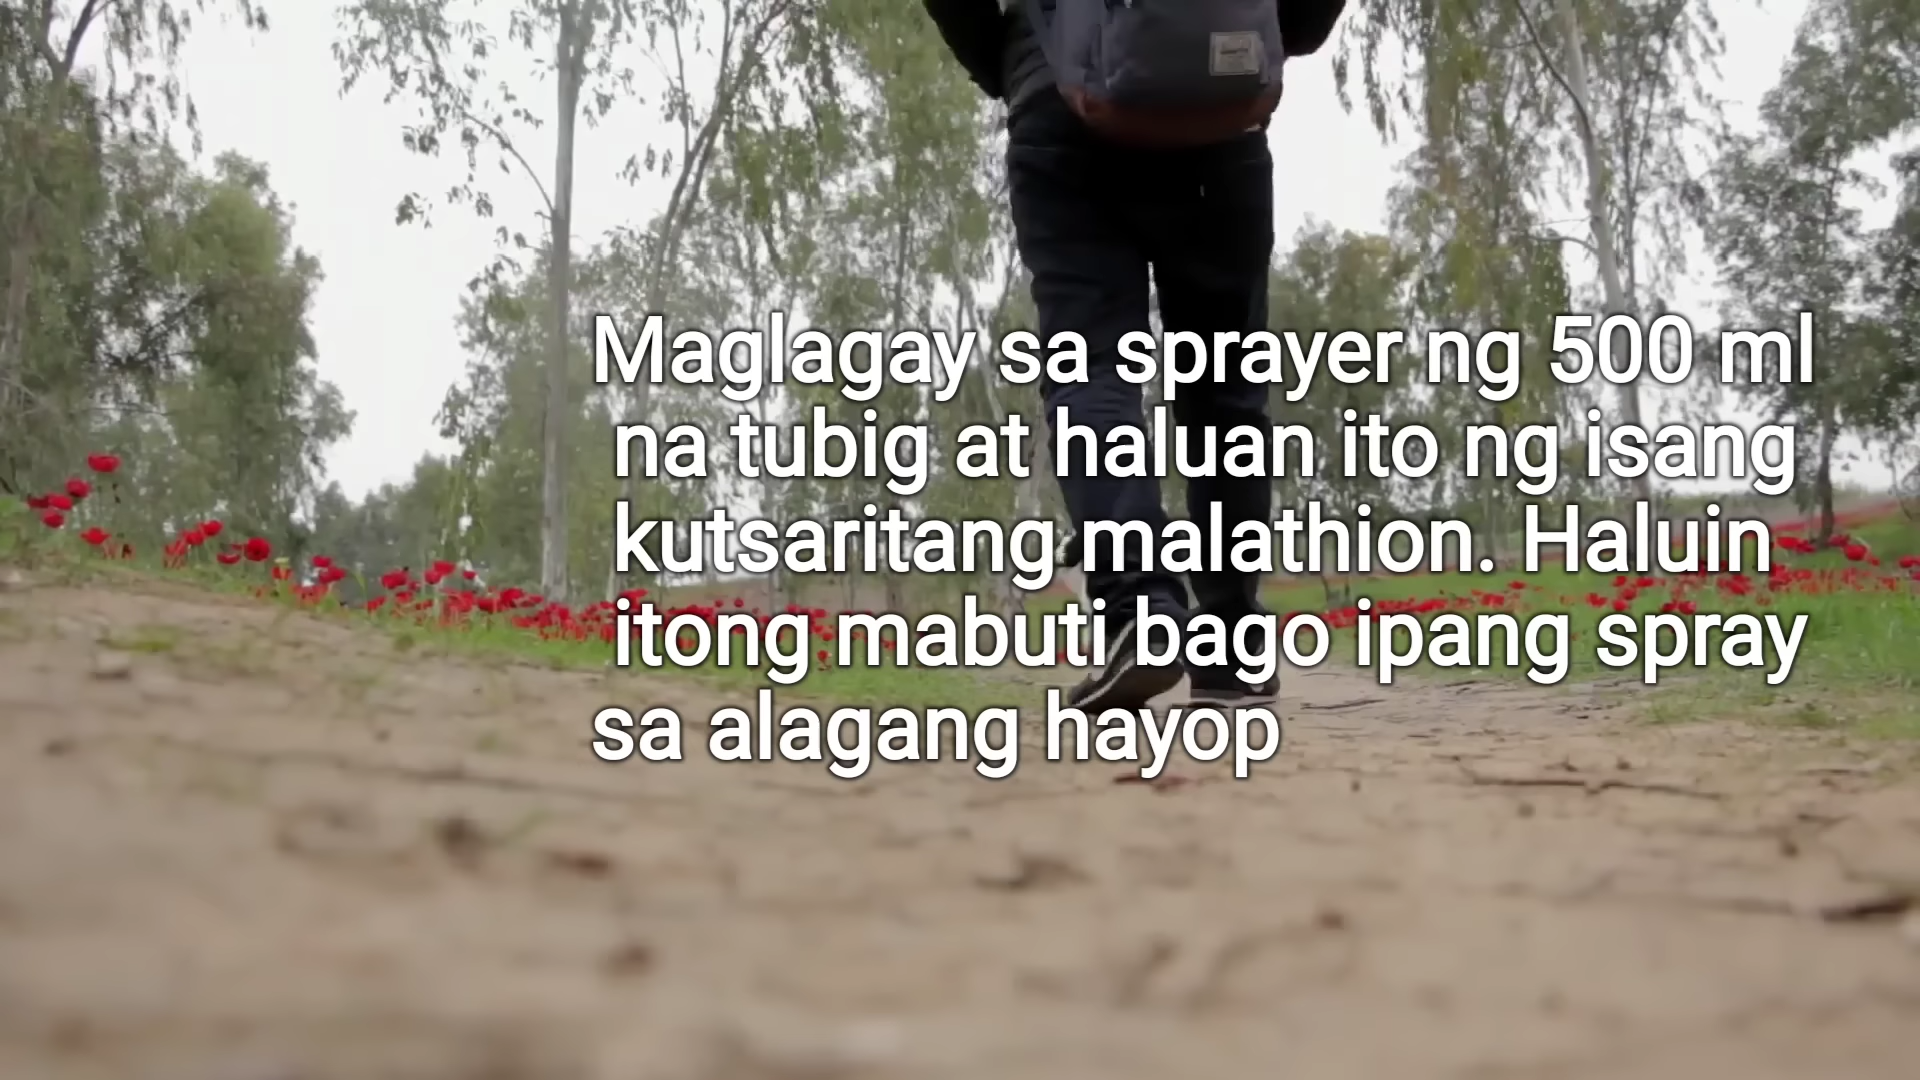 Maglagay sa sprayer ng 500 ml
na tubig at haluan ito ng isang
kutsaritang malathion. Haluin
itong mabuti bago ipang spray
sa alagang hayop